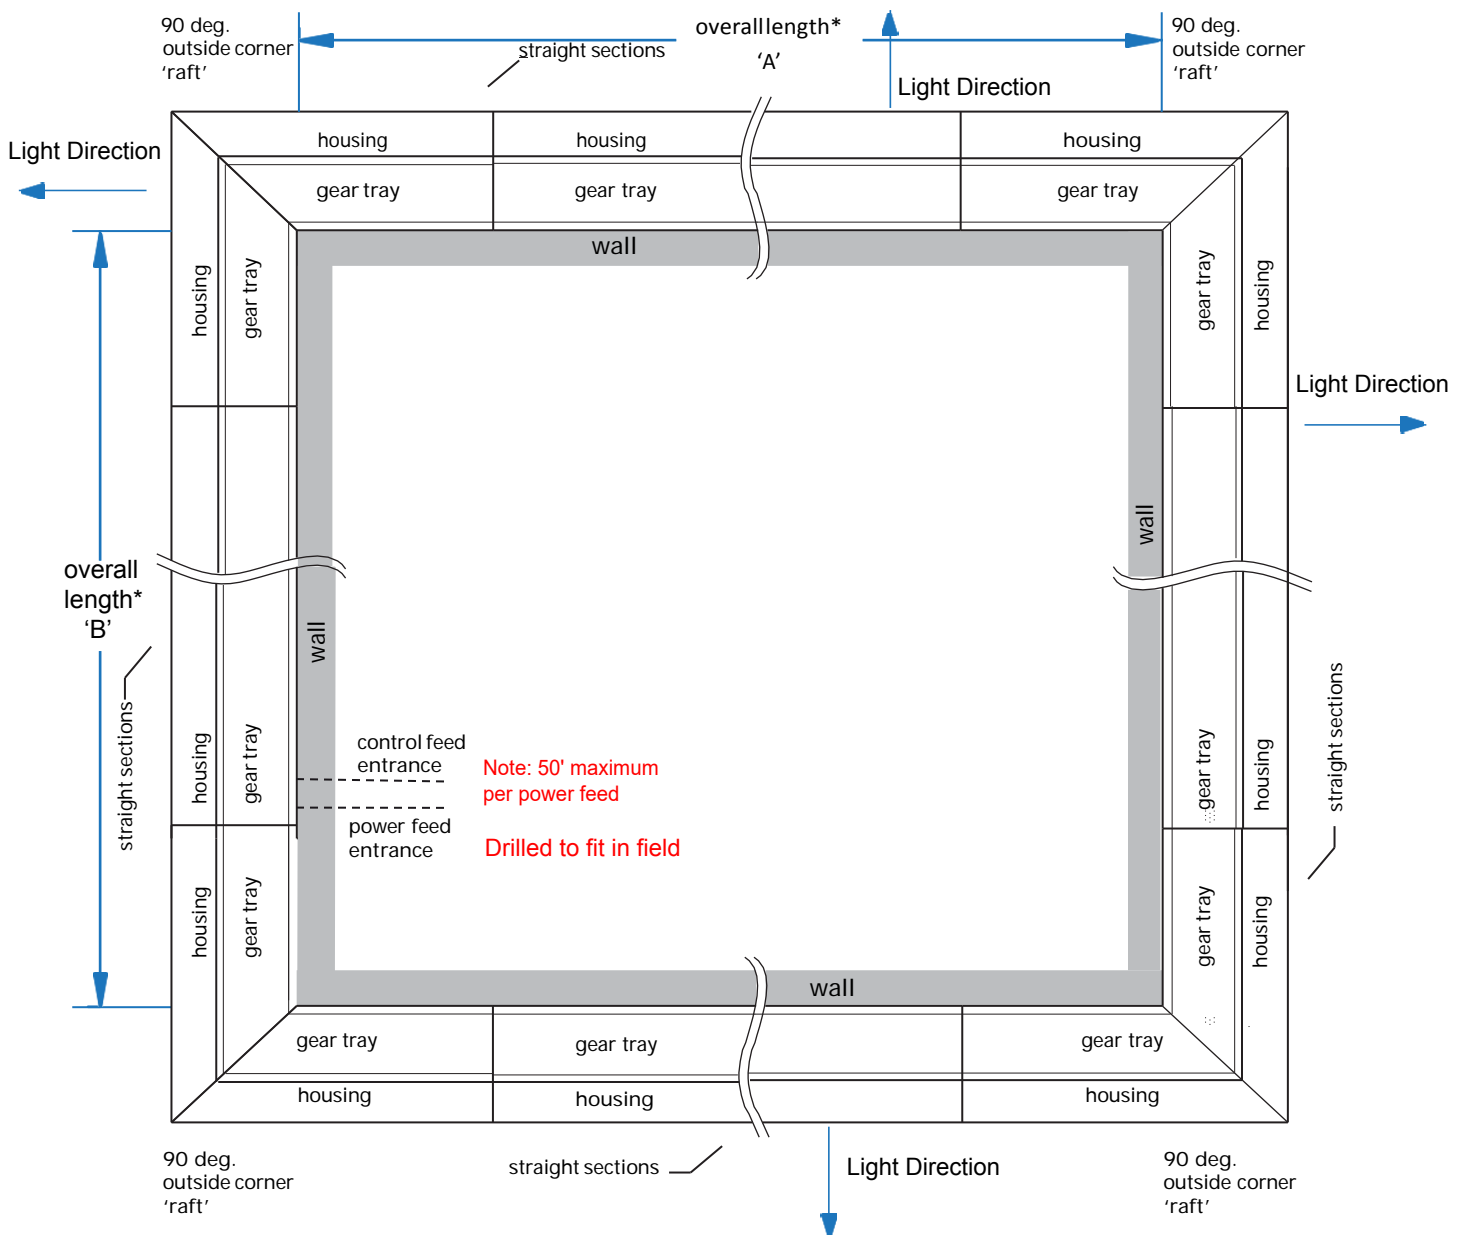 90 deg.
outside corner
‘raft’
straight sections
overall length*
‘A’
90 deg.
outside corner
‘raft’
Light Direction
Light Direction
housing
housing
housing
gear tray
gear tray
gear tray
wall
housing
gear tray
gear tray
housing
Light Direction
wall
overall
length*
‘B’
wall
straight sections
housing
gear tray
control feed
entrance
Note: 50' maximum
per power feed
power feed
entrance
Drilled to fit in field
gear tray
housing
straight sections
housing
gear tray
gear tray
housing
wall
gear tray
gear tray
gear tray
housing
housing
housing
90 deg.
outside corner
‘raft’
straight sections
Light Direction
90 deg.
outside corner
‘raft’